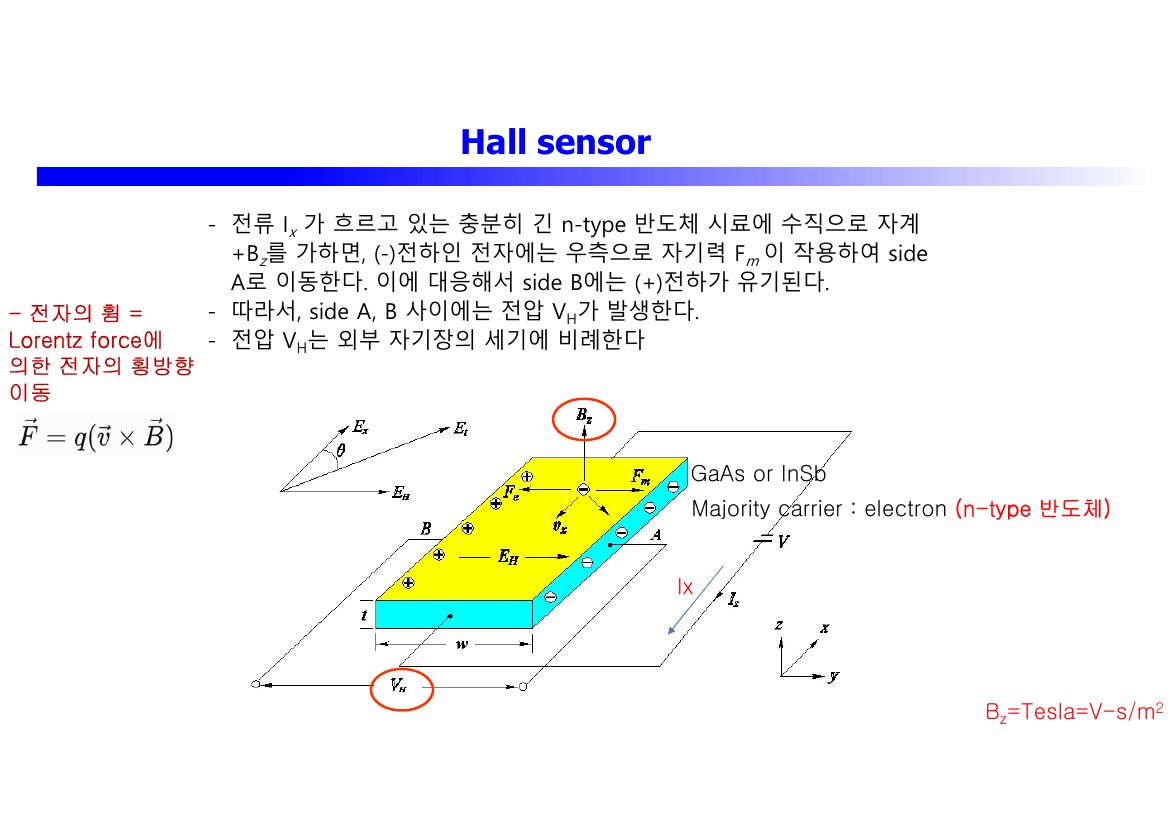 Hall sensor
- 전류 Ix 가 흐르고 있는 충분히 긴 n-type 반도체 시료에 수직으로 자계
+Bz를 가하면, (-)전하인 전자에는 우측으로 자기력 Fm 이 작용하여 side
A로 이동한다. 이에 대응해서 side B에는 (+)전하가 유기된다.
- 따라서, side A, B 사이에는 전압 VH가 발생한다.
- 전압 VH는 외부 자기장의 세기에 비례한다
- 전자의 휨 =
Lorentz force에
의한 전자의 횡방향
이동
F⃗ = q(v⃗ × B⃗)
Ex
Et
θ
EH
Bz
Fe
Fm
vx
GaAs or InSb
Majority carrier : electron (n-type 반도체)
B
A
EH
V
Ix
Ix
t
w
VH
z
x
y
Bz=Tesla=V-s/m²